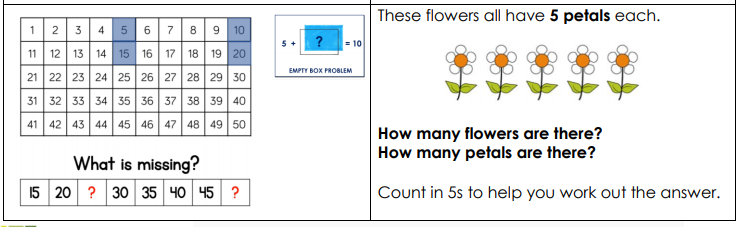 1 2 3 4 5 6 7 8 9 10
11 12 13 14 15 16 17 18 19 20
21 22 23 24 25 26 27 28 29 30
31 32 33 34 35 36 37 38 39 40
41 42 43 44 45 46 47 48 49 50
5 + ? = 10
EMPTY BOX PROBLEM
What is missing?
15 20 ? 30 35 40 45 ?
These flowers all have 5 petals each.
How many flowers are there?
How many petals are there?
Count in 5s to help you work out the answer.